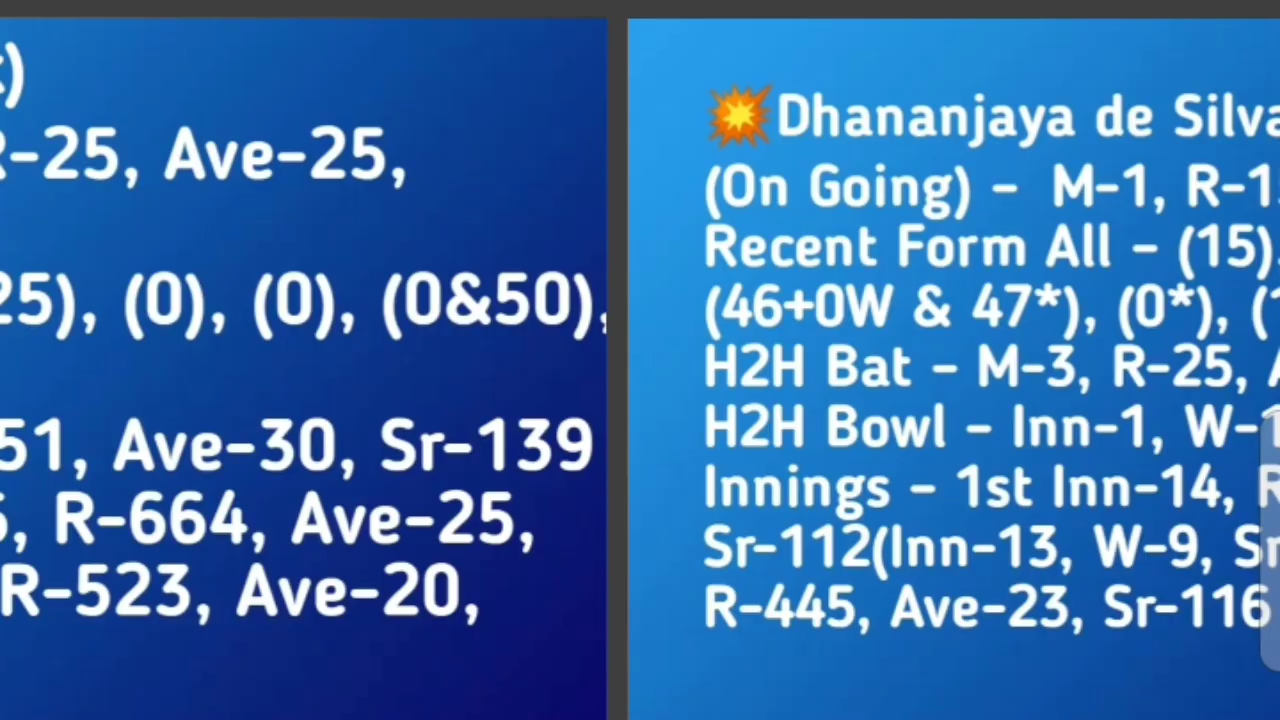 R-25, Ave-25,
25), (0), (0), (0&50),
51, Ave-30, Sr-139
R-664, Ave-25,
R-523, Ave-20,
Dhananjaya de Silva
(On Going) - M-1, R-1
Recent Form All - (15)
(46+0W & 47*), (0*),
H2H Bat - M-3, R-25,
H2H Bowl - Inn-1, W-
Innings - 1st Inn-14,
Sr-112(Inn-13, W-9,
R-445, Ave-23, Sr-116